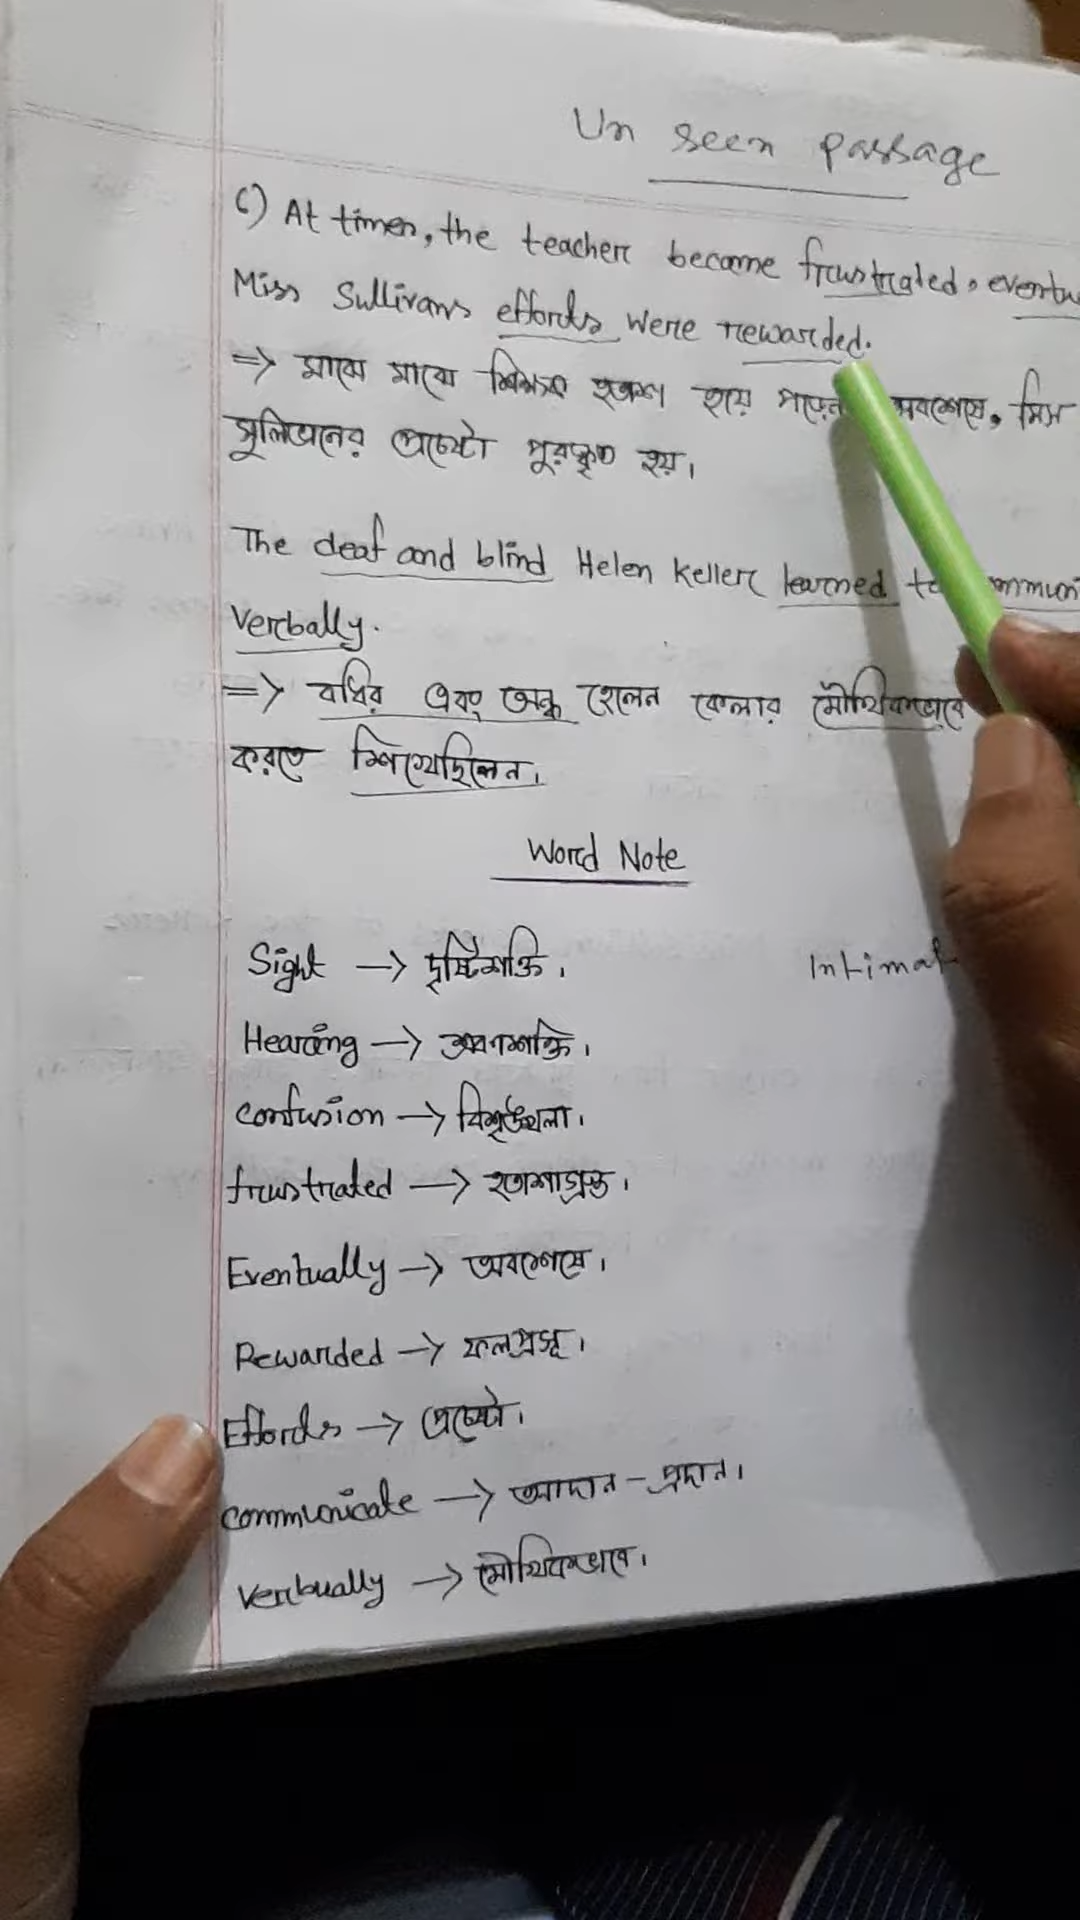 Un seen passage
c) At times, the teacher became frustrated, eventu
Miss Sullivans efforts were rewarded.
=> মাঝে মাঝে শিক্ষক হতাশ হয়ে পড়েন অবশেষে, মিস
সুলিভানের প্রচেষ্টা পুরস্কৃত হয়।
The deaf and blind Helen Keller learned to commun
Verbally.
=> বধির এবং অন্ধ হেলেন কেলার মৌখিকভাবে
করতে শিখেছিলেন।
Word Note
Sight → দৃষ্টিশক্তি।
Intimat
Hearing → শ্রবণশক্তি।
confusion → বিশৃঙ্খলা।
frustrated → হতাশাগ্রস্ত।
Eventually → অবশেষে।
Rewarded → ফলপ্রসূ।
Efforts → প্রচেষ্টা।
communicate → আদান-প্রদান।
verbually → মৌখিকভাবে।